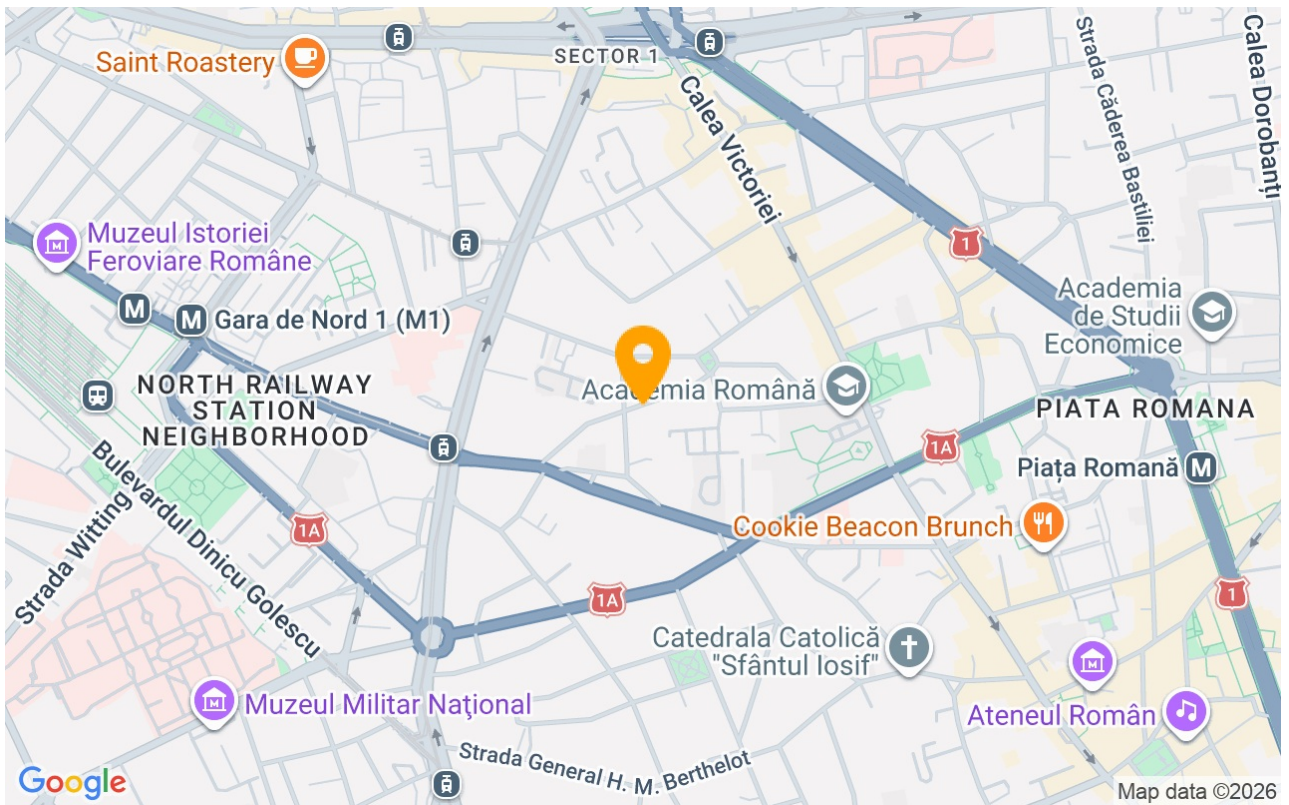 Saint Roastery
SECTOR 1
Calea Victoriei
Strada Căderea Bastiliei
Calea Dorobanți
Muzeul Istoriei
Feroviare Române
M
M
Gara de Nord 1 (M1)
1
Academia
de Studii
Economice
NORTH RAILWAY
STATION
NEIGHBORHOOD
Academia Română
PIATA ROMANA
1A
Piața Romană
M
Bulevardul Dinicu Golescu
Strada Witting
1A
Cookie Beacon Brunch
1A
1
Catedrala Catolică
"Sfântul Iosif"
Muzeul Militar Naţional
Ateneul Român
Strada General H. M. Berthelot
Google
Map data ©2026